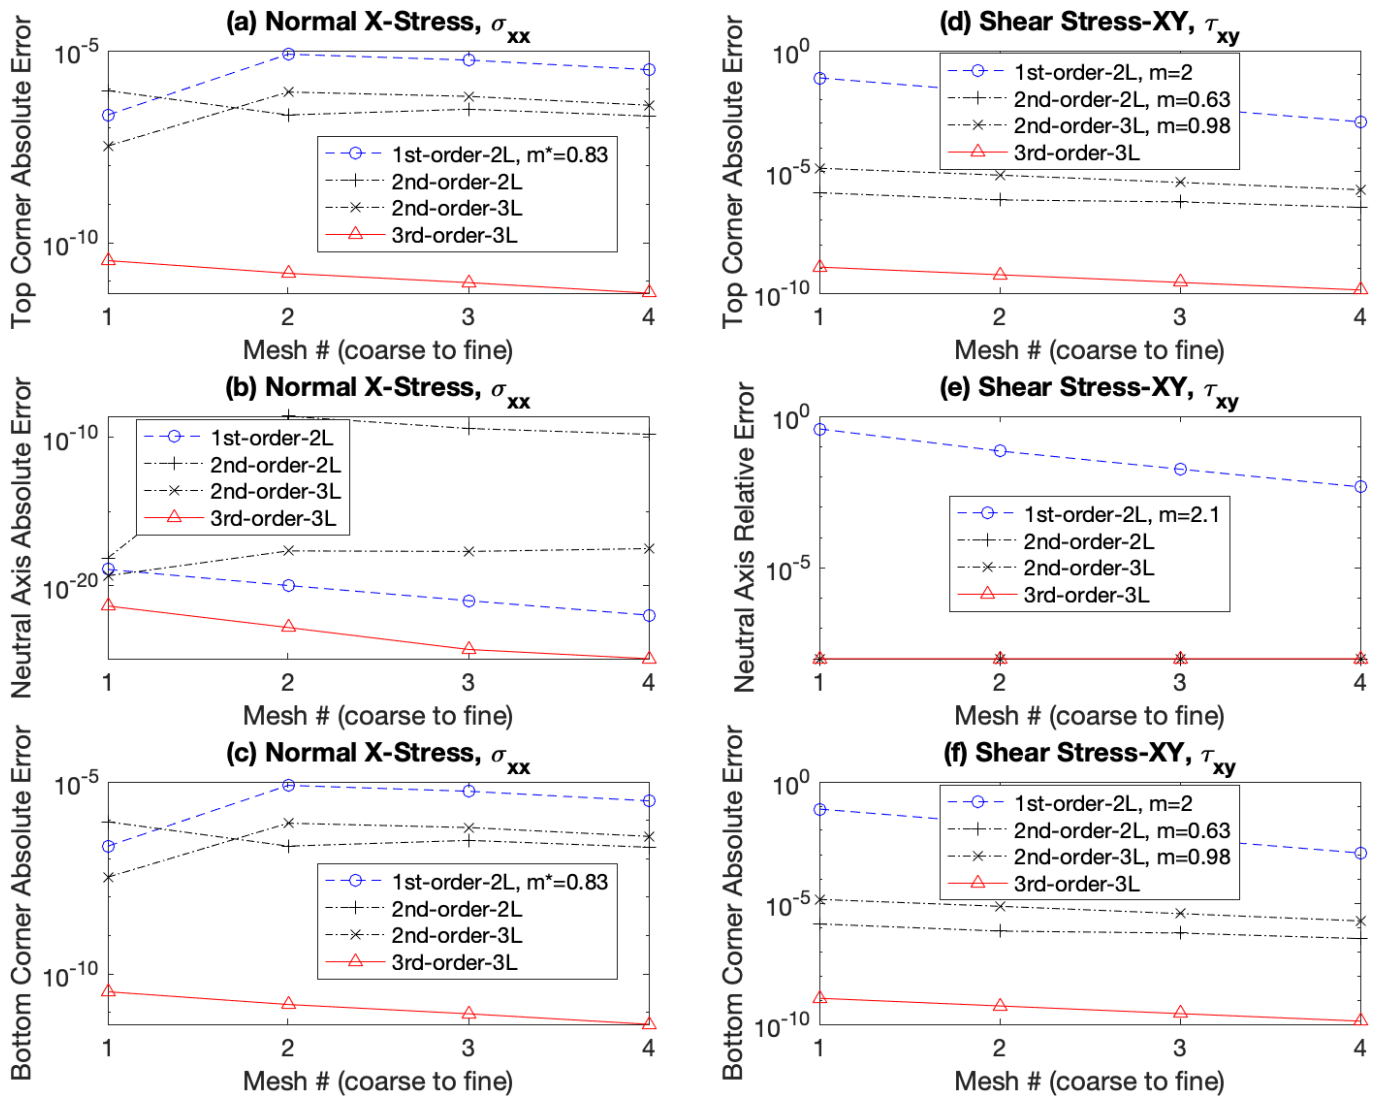 (a) Normal X-Stress, σxx
Top Corner Absolute Error
10^-5
10^-10
1st-order-2L, m*=0.83
2nd-order-2L
2nd-order-3L
3rd-order-3L
1 2 3 4
Mesh # (coarse to fine)
(d) Shear Stress-XY, τxy
Top Corner Absolute Error
10^0
10^-5
10^-10
1st-order-2L, m=2
2nd-order-2L, m=0.63
2nd-order-3L, m=0.98
3rd-order-3L
1 2 3 4
Mesh # (coarse to fine)
(b) Normal X-Stress, σxx
Neutral Axis Absolute Error
10^-10
10^-20
1st-order-2L
2nd-order-2L
2nd-order-3L
3rd-order-3L
1 2 3 4
Mesh # (coarse to fine)
(e) Shear Stress-XY, τxy
Neutral Axis Relative Error
10^0
10^-5
1st-order-2L, m=2.1
2nd-order-2L
2nd-order-3L
3rd-order-3L
1 2 3 4
Mesh # (coarse to fine)
(c) Normal X-Stress, σxx
Bottom Corner Absolute Error
10^-5
10^-10
1st-order-2L, m*=0.83
2nd-order-2L
2nd-order-3L
3rd-order-3L
1 2 3 4
Mesh # (coarse to fine)
(f) Shear Stress-XY, τxy
Bottom Corner Absolute Error
10^0
10^-5
10^-10
1st-order-2L, m=2
2nd-order-2L, m=0.63
2nd-order-3L, m=0.98
3rd-order-3L
1 2 3 4
Mesh # (coarse to fine)